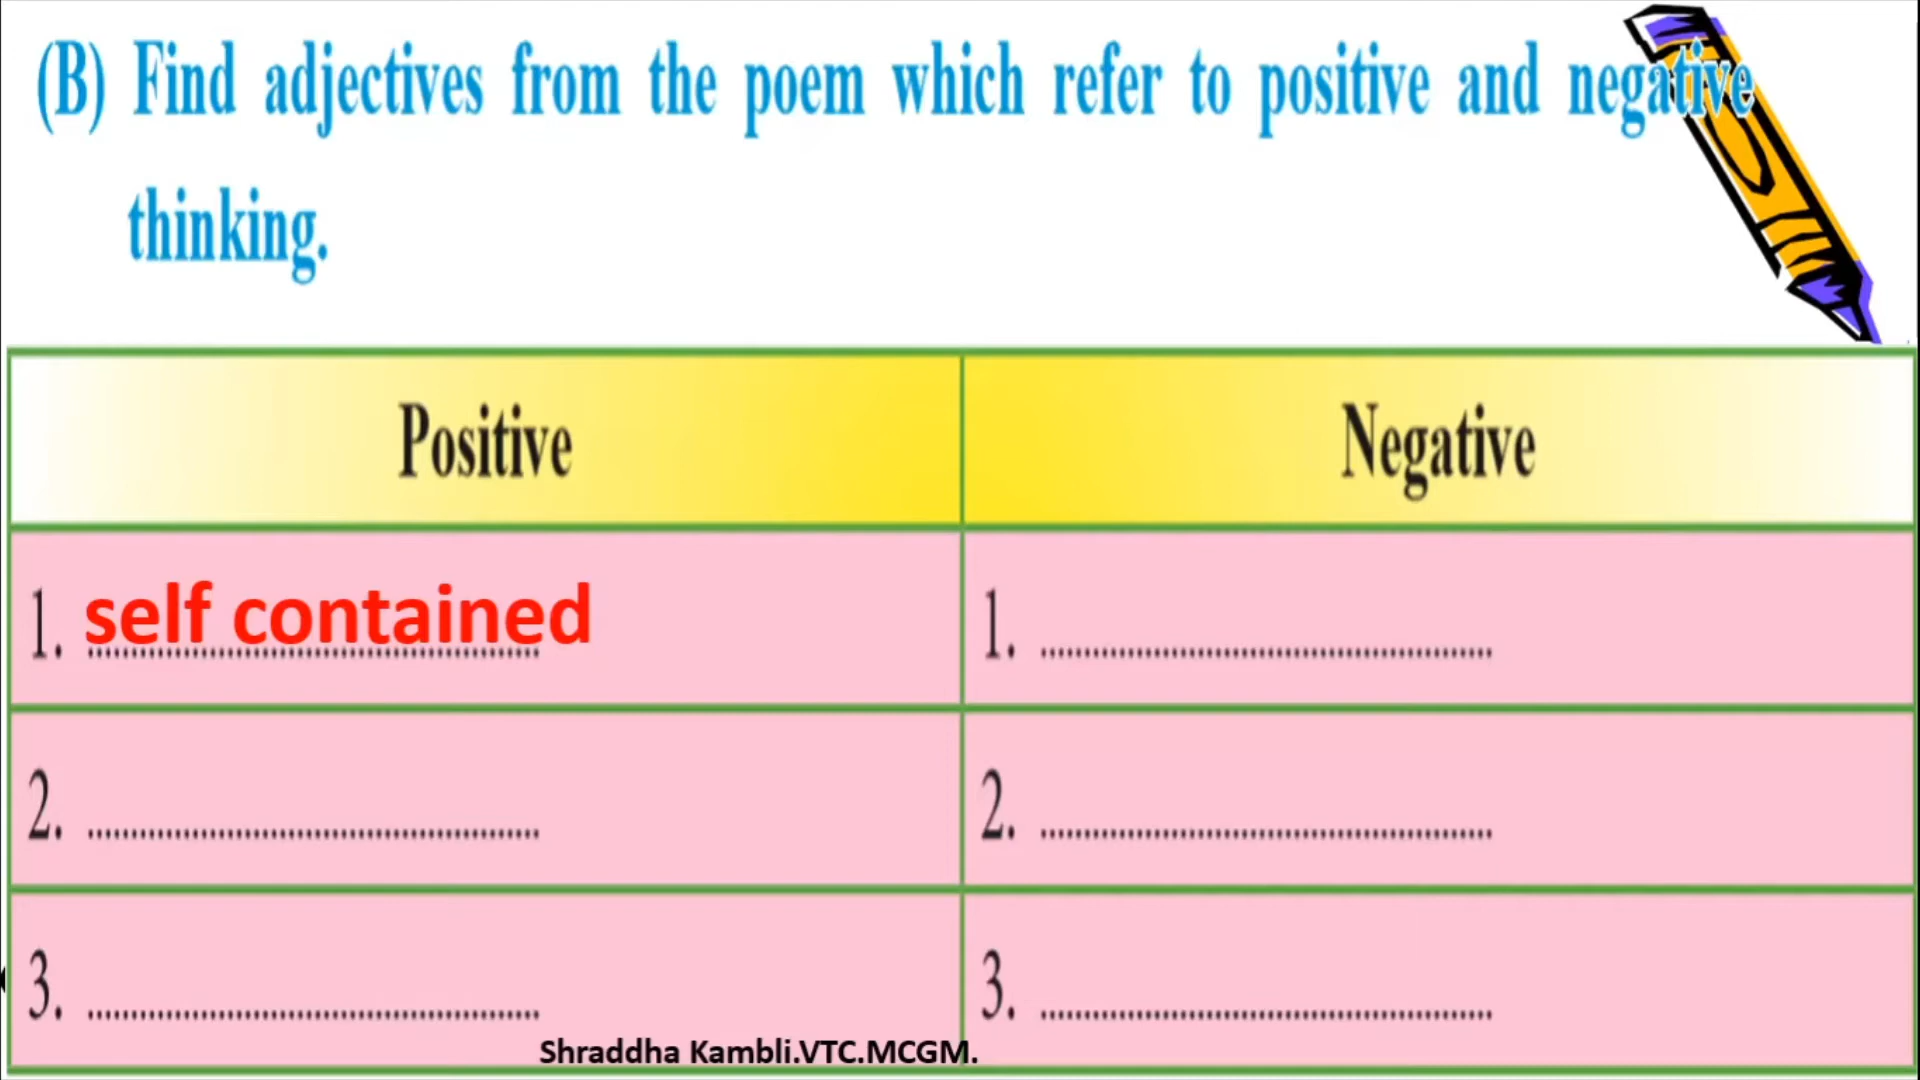 (B) Find adjectives from the poem which refer to positive and negative
thinking.
Positive
Negative
1. self contained
1. ..........................................
2. ..........................................
2. ..........................................
3. ..........................................
3. ..........................................
Shraddha Kambli.VTC.MCGM.